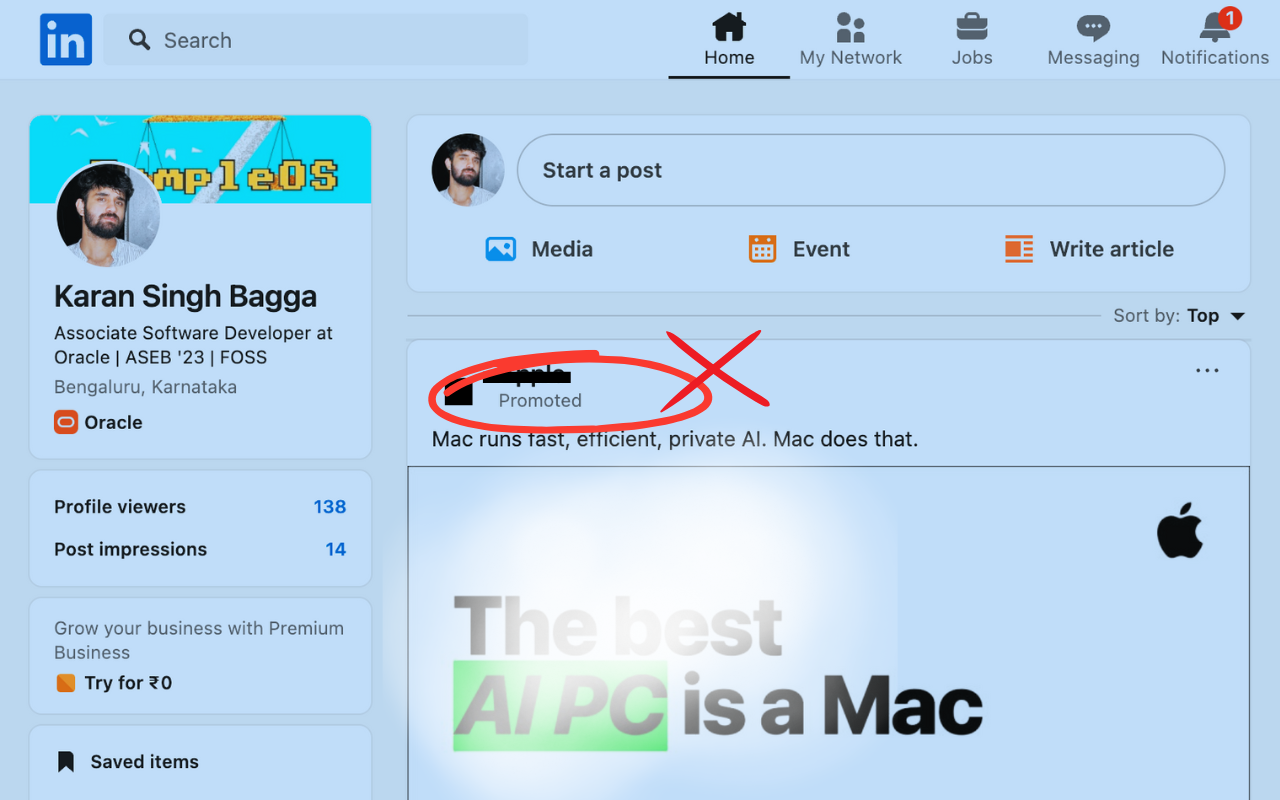 in
Search
Home
My Network
Jobs
Messaging
1
Notifications
mpleOS
Karan Singh Bagga
Associate Software Developer at
Oracle | ASEB '23 | FOSS
Bengaluru, Karnataka
Oracle
Profile viewers 138
Post impressions 14
Grow your business with Premium
Business
Try for ₹0
Saved items
Start a post
Media
Event
Write article
Sort by: Top
Promoted
Mac runs fast, efficient, private AI. Mac does that.
The best
AI PC is a Mac